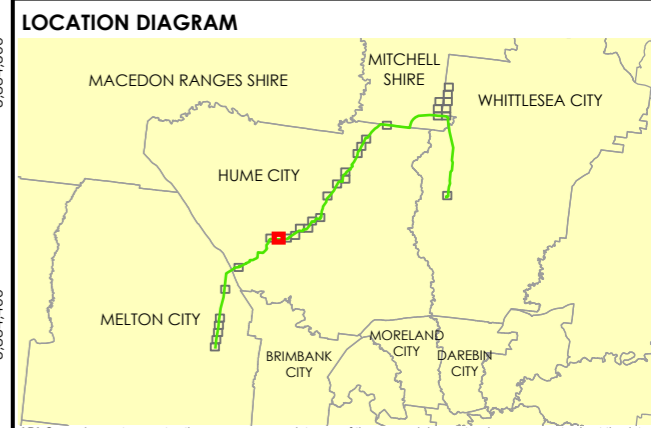 LOCATION DIAGRAM
MITCHELL
SHIRE
MACEDON RANGES SHIRE
WHITTLESEA CITY
HUME CITY
MELTON CITY
MORELAND
CITY
DAREBIN
CITY
BRIMBANK
CITY